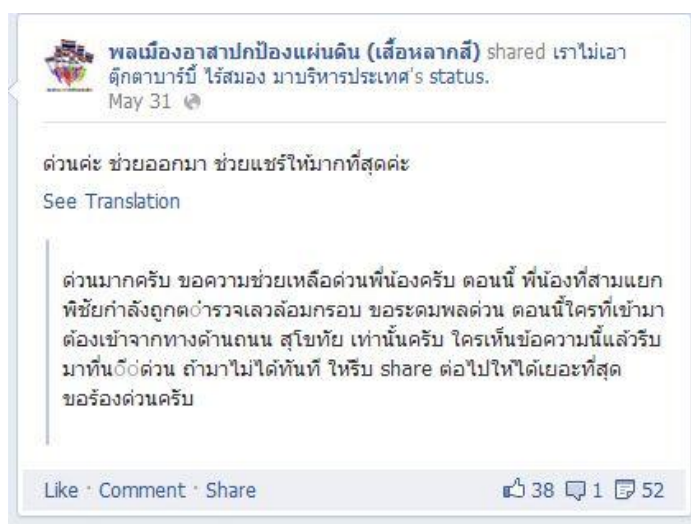 พลเมืองอาสาปกป้องแผ่นดิน (เสื้อหลากสี) shared เราไม่เอา
ตุ๊กตาบาร์บี้ ไร้สมอง มาบริหารประเทศ's status.
May 31
ด่วนค่ะ ช่วยออกมา ช่วยแชร์ให้มากที่สุดค่ะ
See Translation
ด่วนมากครับ ขอความช่วยเหลือด่วนพี่น้องครับ ตอนนี้ พี่น้องที่สามแยก
พิชัยกำลังถูกต่ำรวจเลวล้อมกรอบ ขอระดมพลด่วน ตอนนี้ใครที่เข้ามา
ต้องเข้าจากทางด้านถนน สุโขทัย เท่านั้นครับ ใครเห็นข้อความนี้แล้วรีบ
มาที่นี่่ด่วน ถ้ามาไม่ได้ทันที ให้รีบ share ต่อไปให้ได้เยอะที่สุด
ขอร้องด่วนครับ
Like · Comment · Share 38 1 52